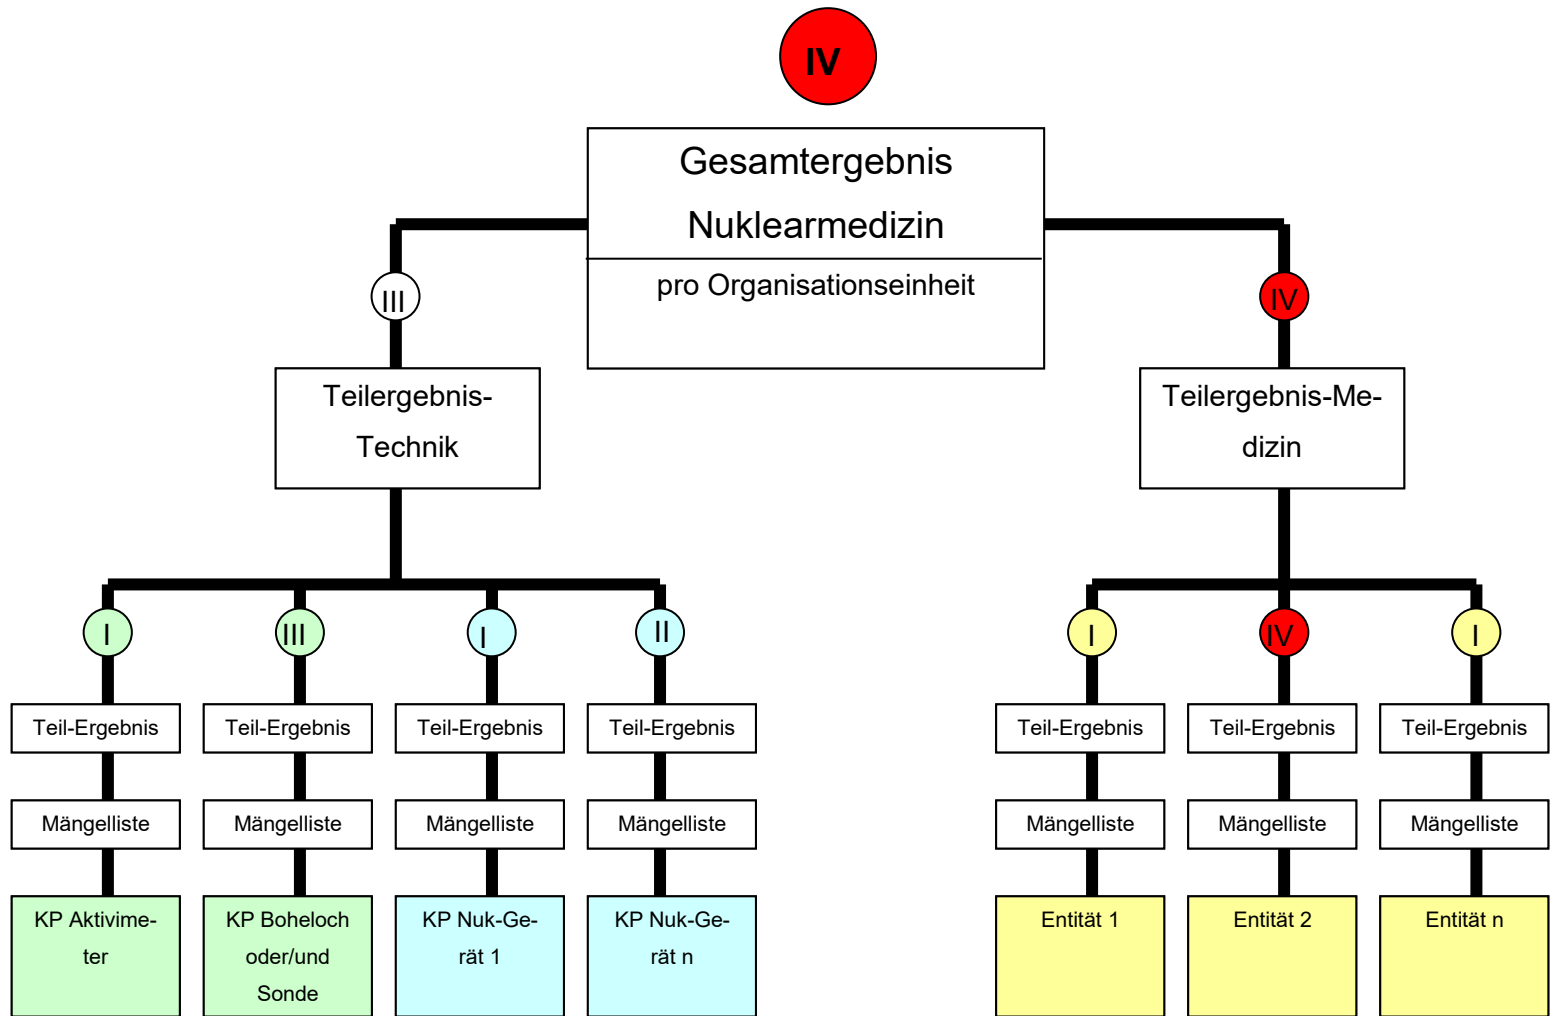 IV
Gesamtergebnis
Nuklearmedizin
pro Organisationseinheit
III
IV
Teilergebnis-
Technik
Teilergebnis-Me-
dizin
I
III
I
II
I
IV
I
Teil-Ergebnis
Teil-Ergebnis
Teil-Ergebnis
Teil-Ergebnis
Teil-Ergebnis
Teil-Ergebnis
Teil-Ergebnis
Mängelliste
Mängelliste
Mängelliste
Mängelliste
Mängelliste
Mängelliste
Mängelliste
KP Aktivime-
ter
KP Boheloch
oder/und
Sonde
KP Nuk-Ge-
rät 1
KP Nuk-Ge-
rät n
Entität 1
Entität 2
Entität n